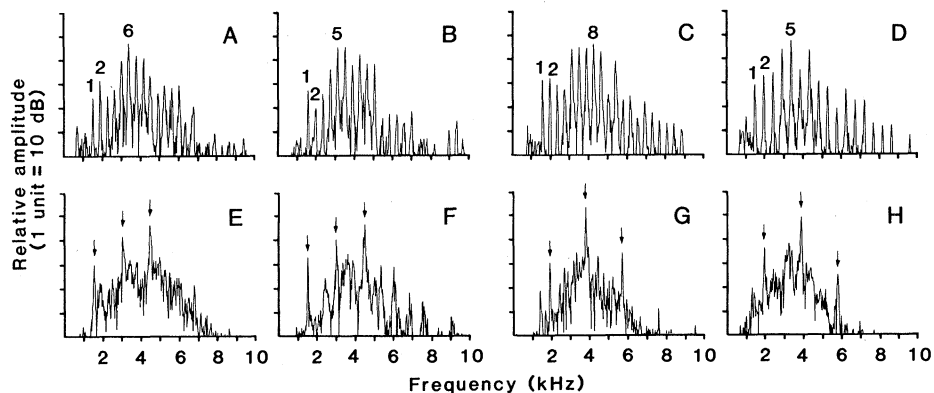 A
B
C
D
1 2 6
1 2 5
1 2 8
1 2 5
Relative amplitude
(1 unit = 10 dB)
E
F
G
H
2 4 6 8 10
2 4 6 8 10
2 4 6 8 10
2 4 6 8 10
Frequency (kHz)